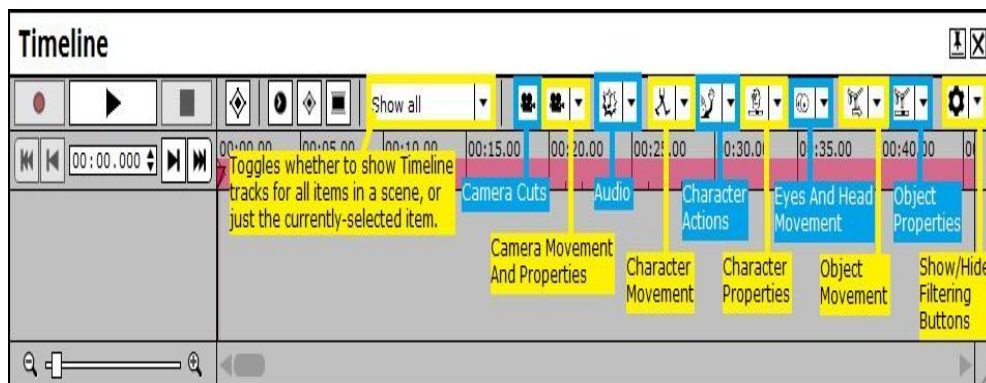 Timeline
Show all
00:00.000
00:00.00 00:05.00 00:10.00 00:15.00 00:20.00 00:25.00 00:30.00 00:35.00 00:40.00
Toggles whether to show Timeline
tracks for all items in a scene, or
just the currently-selected item.
Camera Cuts
Audio
Character
Actions
Eyes And Head
Movement
Object
Properties
Camera Movement
And Properties
Character
Movement
Character
Properties
Object
Movement
Show/Hide
Filtering
Buttons